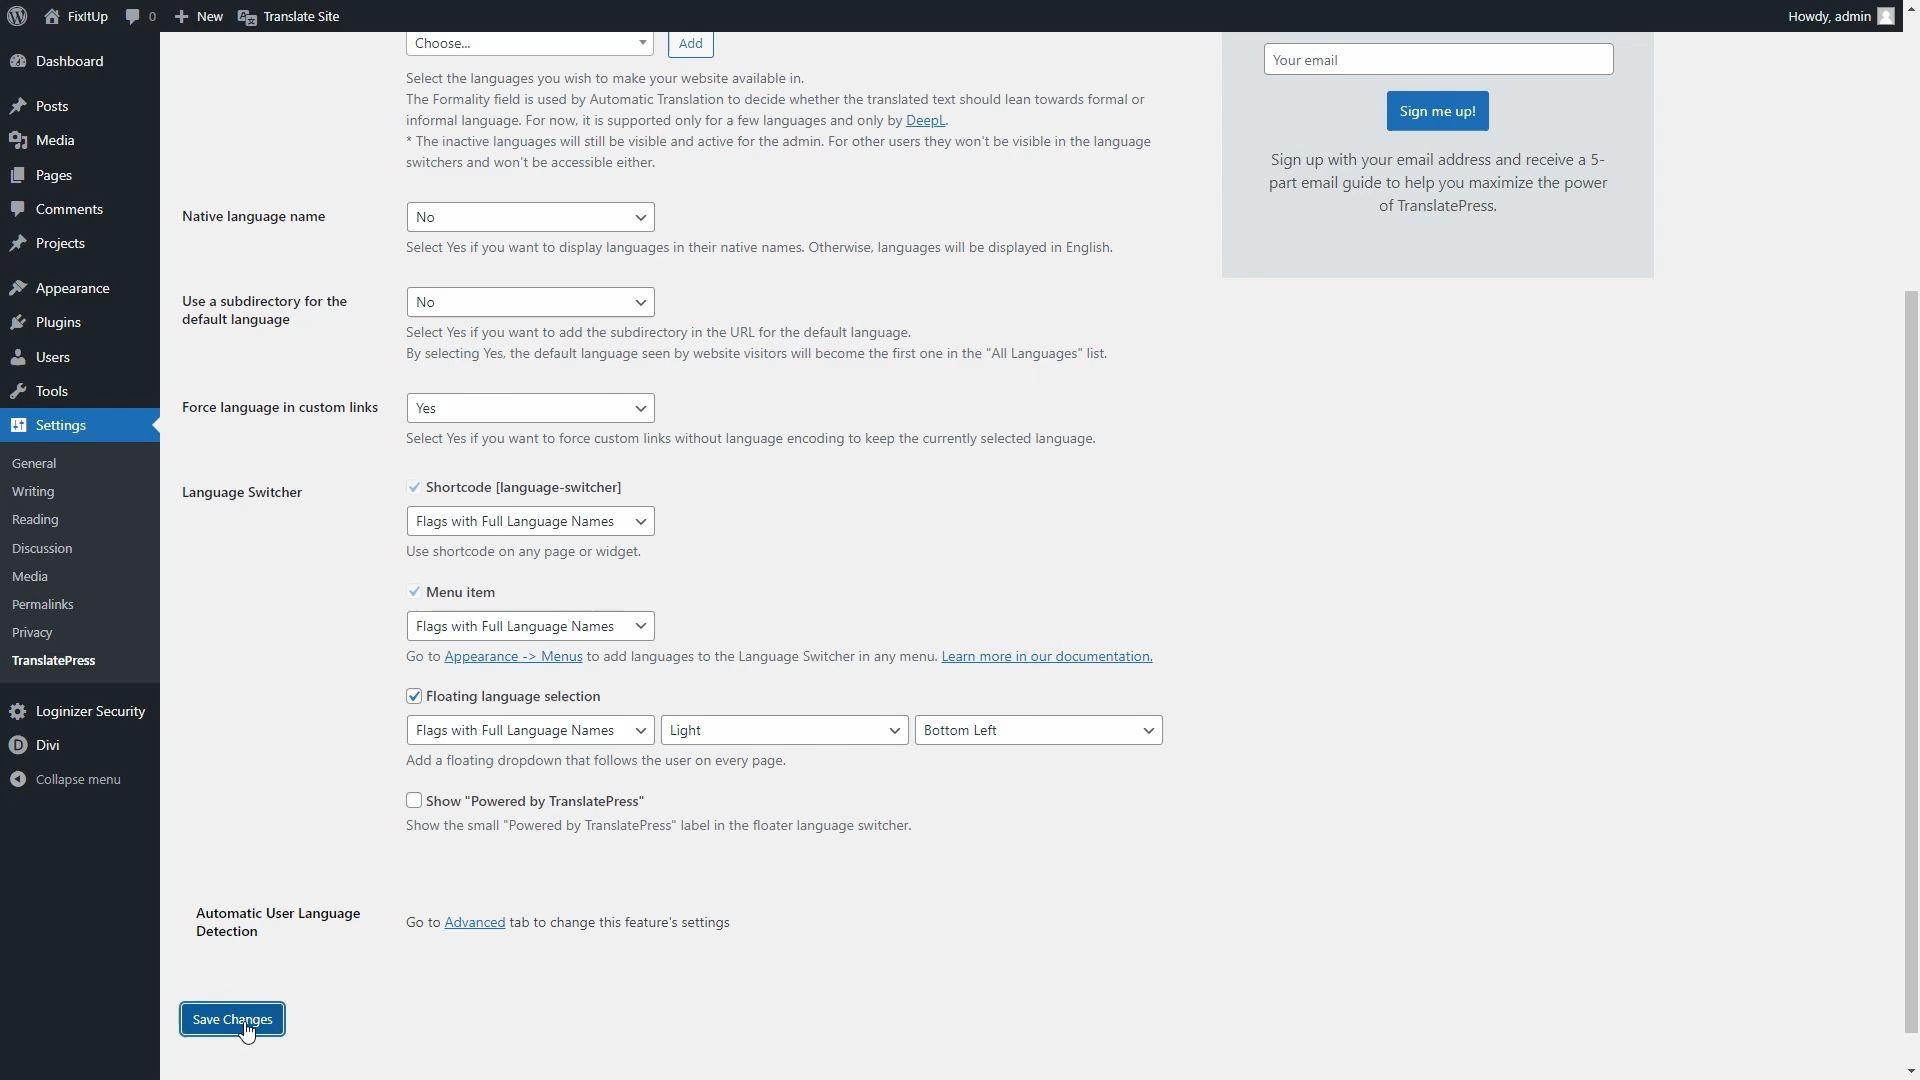 FixItUp
0
New
Translate Site
Howdy, admin
Dashboard
Posts
Media
Pages
Comments
Projects
Appearance
Plugins
Users
Tools
Settings
General
Writing
Reading
Discussion
Media
Permalinks
Privacy
TranslatePress
Loginizer Security
Divi
Collapse menu
Choose...
Add
Select the languages you wish to make your website available in.
The Formality field is used by Automatic Translation to decide whether the translated text should lean towards formal or
informal language. For now, it is supported only for a few languages and only by DeepL.
* The inactive languages will still be visible and active for the admin. For other users they won't be visible in the language
switchers and won't be accessible either.
Native language name
No
Select Yes if you want to display languages in their native names. Otherwise, languages will be displayed in English.
Use a subdirectory for the
default language
No
Select Yes if you want to add the subdirectory in the URL for the default language.
By selecting Yes, the default language seen by website visitors will become the first one in the "All Languages" list.
Force language in custom links
Yes
Select Yes if you want to force custom links without language encoding to keep the currently selected language.
Language Switcher
Shortcode [language-switcher]
Flags with Full Language Names
Use shortcode on any page or widget.
Menu item
Flags with Full Language Names
Go to Appearance -> Menus to add languages to the Language Switcher in any menu. Learn more in our documentation.
Floating language selection
Flags with Full Language Names
Light
Bottom Left
Add a floating dropdown that follows the user on every page.
Show "Powered by TranslatePress"
Show the small "Powered by TranslatePress" label in the floater language switcher.
Automatic User Language
Detection
Go to Advanced tab to change this feature's settings
Save Changes
Your email
Sign me up!
Sign up with your email address and receive a 5-
part email guide to help you maximize the power
of TranslatePress.